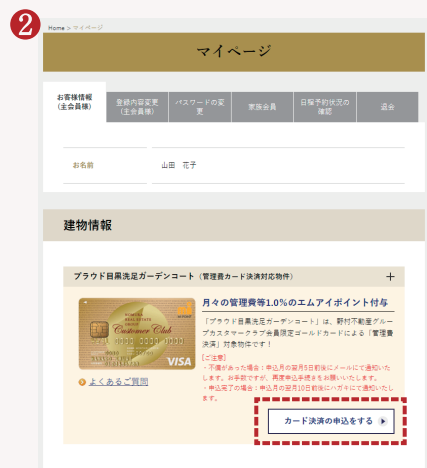 2
Home > マイページ
マイページ
お客様情報
(主会員様)
登録内容変更
(主会員様)
パスワードの変
更
家族会員
日程予約状況の
確認
退会
お名前
山田 花子
建物情報
プラウド目黒洗足ガーデンコート（管理費カード決済対応物件）
+
月々の管理費等1.0%のエムアイポイント付与
「プラウド目黒洗足ガーデンコート」は、野村不動産グルー
プカスタマークラブ会員限定ゴールドカードによる「管理費
決済」対象物件です！
[ご注意]
・不備があった場合：申込月の翌月5日前後にメールにて通知いた
します。お手数ですが、再度申込手続きをお願いいたします。
・申込完了の場合：申込月の翌月10日前後にハガキにて通知いたし
ます。
NOMURA
REAL ESTATE
GROUP
Customer Club
VISA
よくあるご質問
カード決済の申込をする